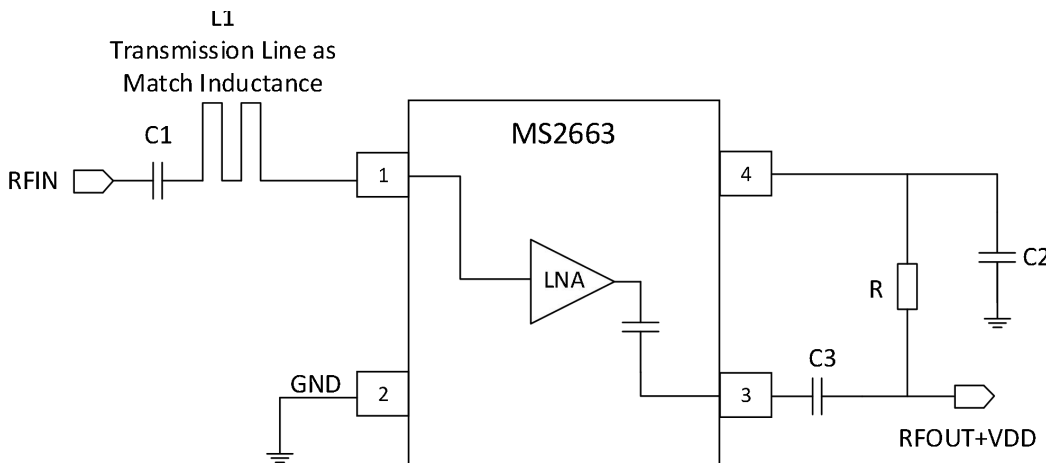 L1
Transmission Line as
Match Inductance
C1
MS2663
RFIN
1
4
LNA
R
C2
GND
2
3
C3
RFOUT+VDD